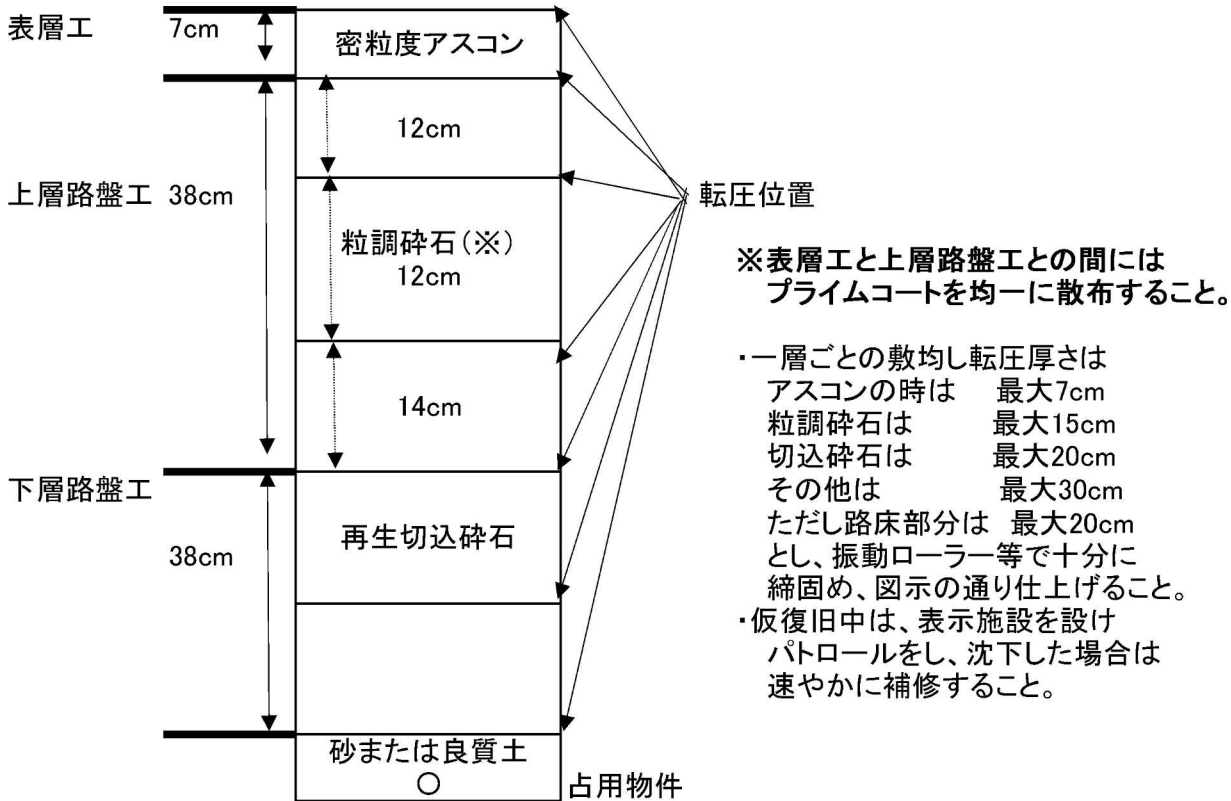 表層工
7cm
密粒度アスコン
12cm
上層路盤工
38cm
粒調砕石(※)
12cm
転圧位置
14cm
下層路盤工
38cm
再生切込砕石
砂または良質土
○
占用物件
※表層工と上層路盤工との間には
プライムコートを均一に散布すること。
・一層ごとの敷均し転圧厚さは
アスコンの時は 最大7cm
粒調砕石は 最大15cm
切込砕石は 最大20cm
その他は 最大30cm
ただし路床部分は 最大20cm
とし、振動ローラー等で十分に
締固め、図示の通り仕上げること。
・仮復旧中は、表示施設を設け
パトロールをし、沈下した場合は
速やかに補修すること。